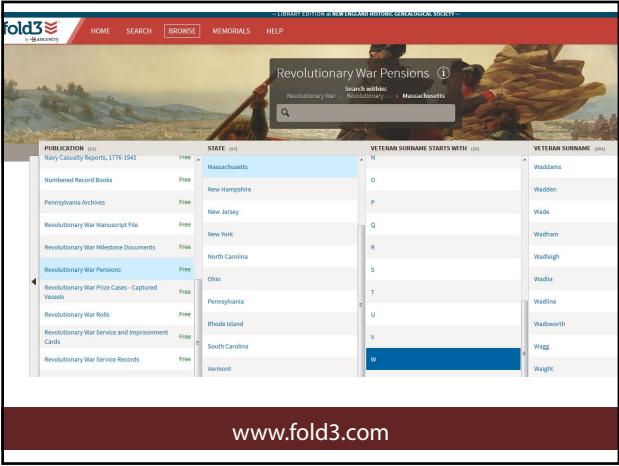 — LIBRARY EDITION at NEW ENGLAND HISTORIC GENEALOGICAL SOCIETY —
fold3
by ancestry
HOME SEARCH BROWSE MEMORIALS HELP
Revolutionary War Pensions i
Search within:
Revolutionary War > Revolutionary ... > Massachusetts
PUBLICATION
Navy Casualty Reports, 1776-1941 Free
Numbered Record Books Free
Pennsylvania Archives Free
Revolutionary War Manuscript File Free
Revolutionary War Milestone Documents Free
Revolutionary War Pensions Free
Revolutionary War Prize Cases - Captured
Vessels Free
Revolutionary War Rolls Free
Revolutionary War Service and Imprisonment
Cards Free
Revolutionary War Service Records Free
STATE (17)
Massachusetts
New Hampshire
New Jersey
New York
North Carolina
Ohio
Pennsylvania
Rhode Island
South Carolina
Vermont
VETERAN SURNAME STARTS WITH
N
O
P
Q
R
S
T
U
V
W
VETERAN SURNAME
Waddams
Wadden
Wade
Wadham
Wadleigh
Wadlia
Wadline
Wadsworth
Wagg
Waight
www.fold3.com